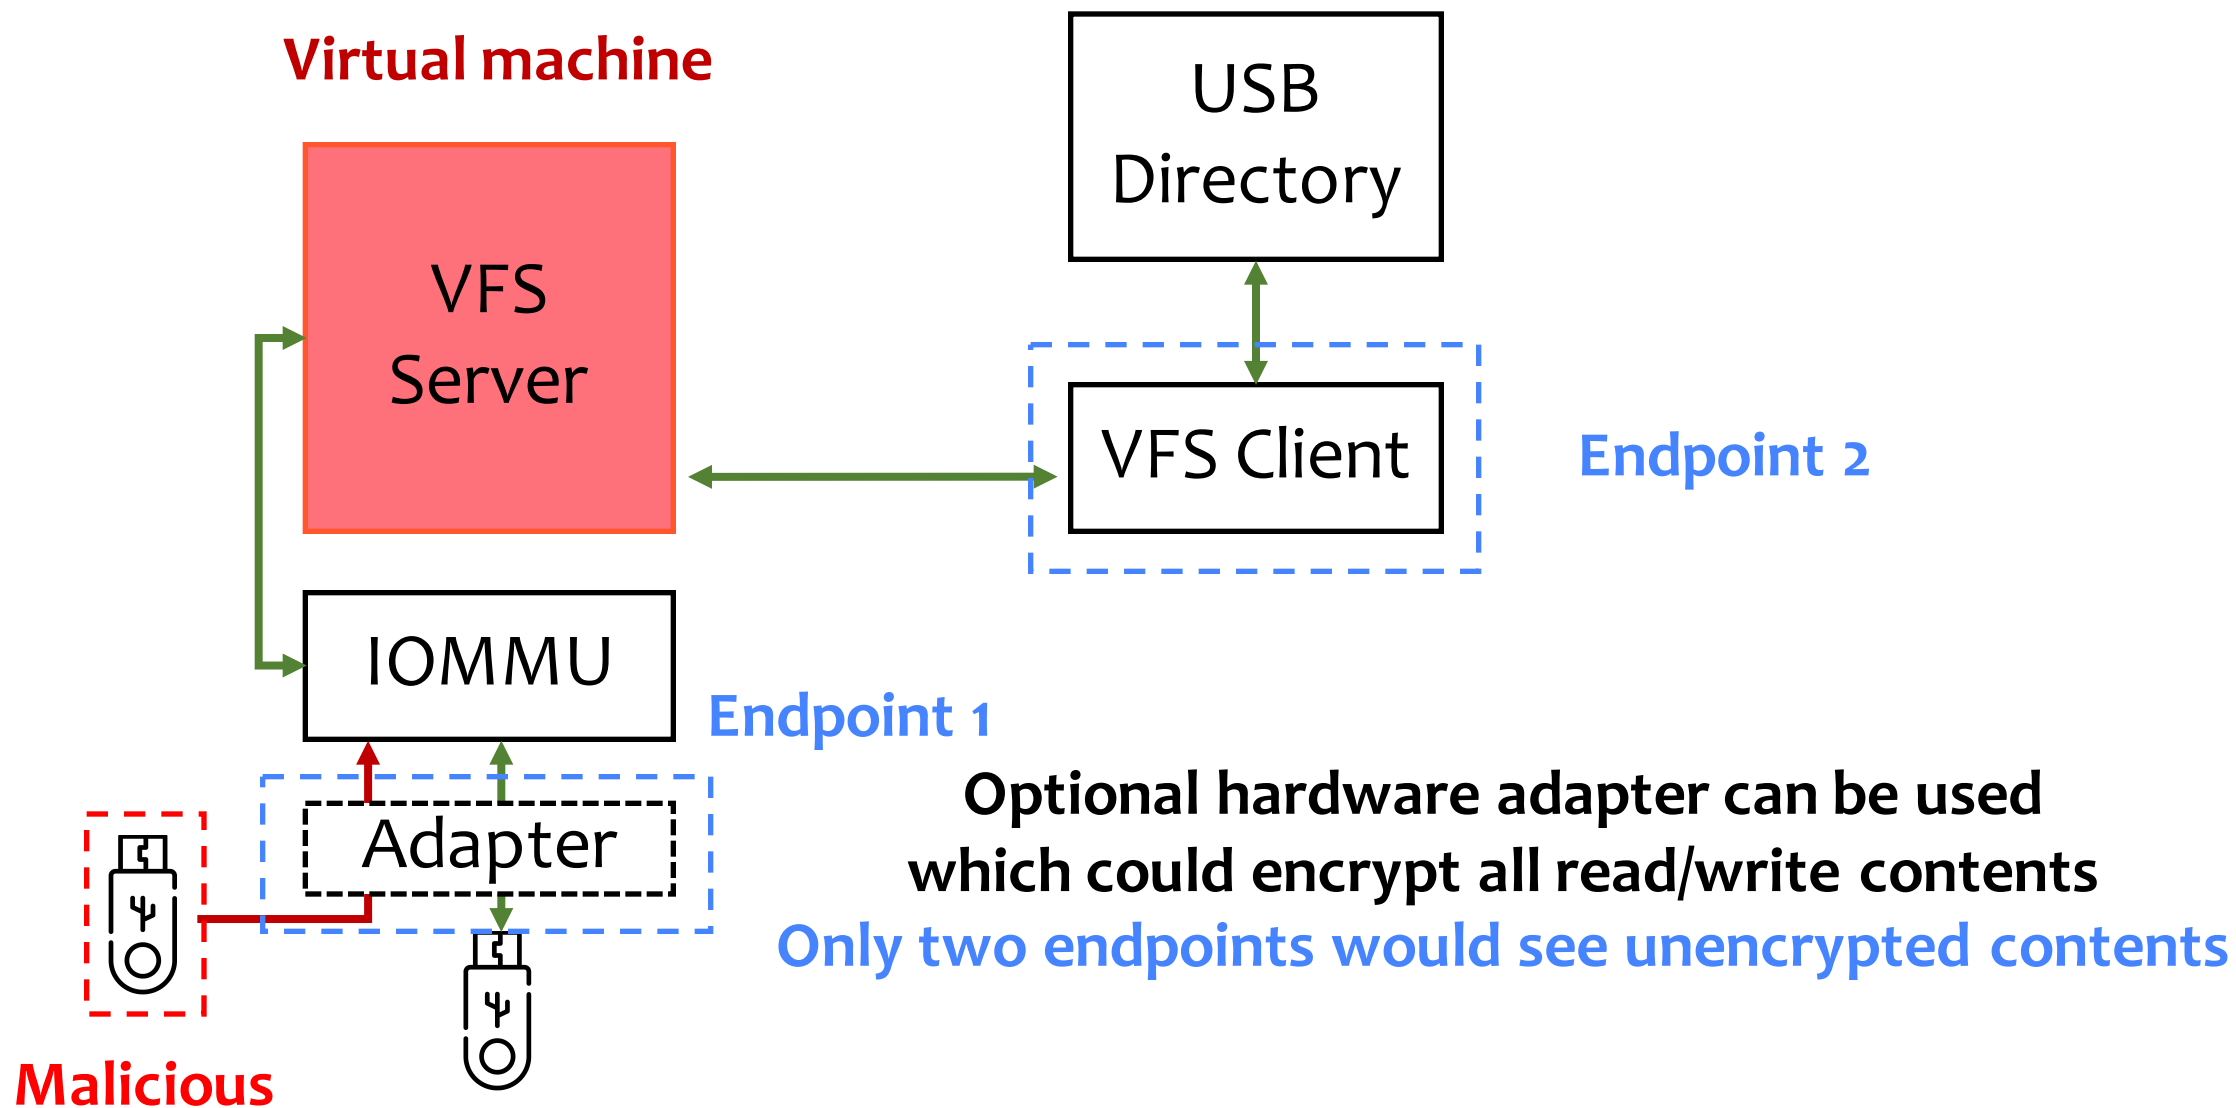 Virtual machine
USB
Directory
VFS
Server
VFS Client
Endpoint 2
IOMMU
Endpoint 1
Adapter
Optional hardware adapter can be used
which could encrypt all read/write contents
Only two endpoints would see unencrypted contents
Malicious